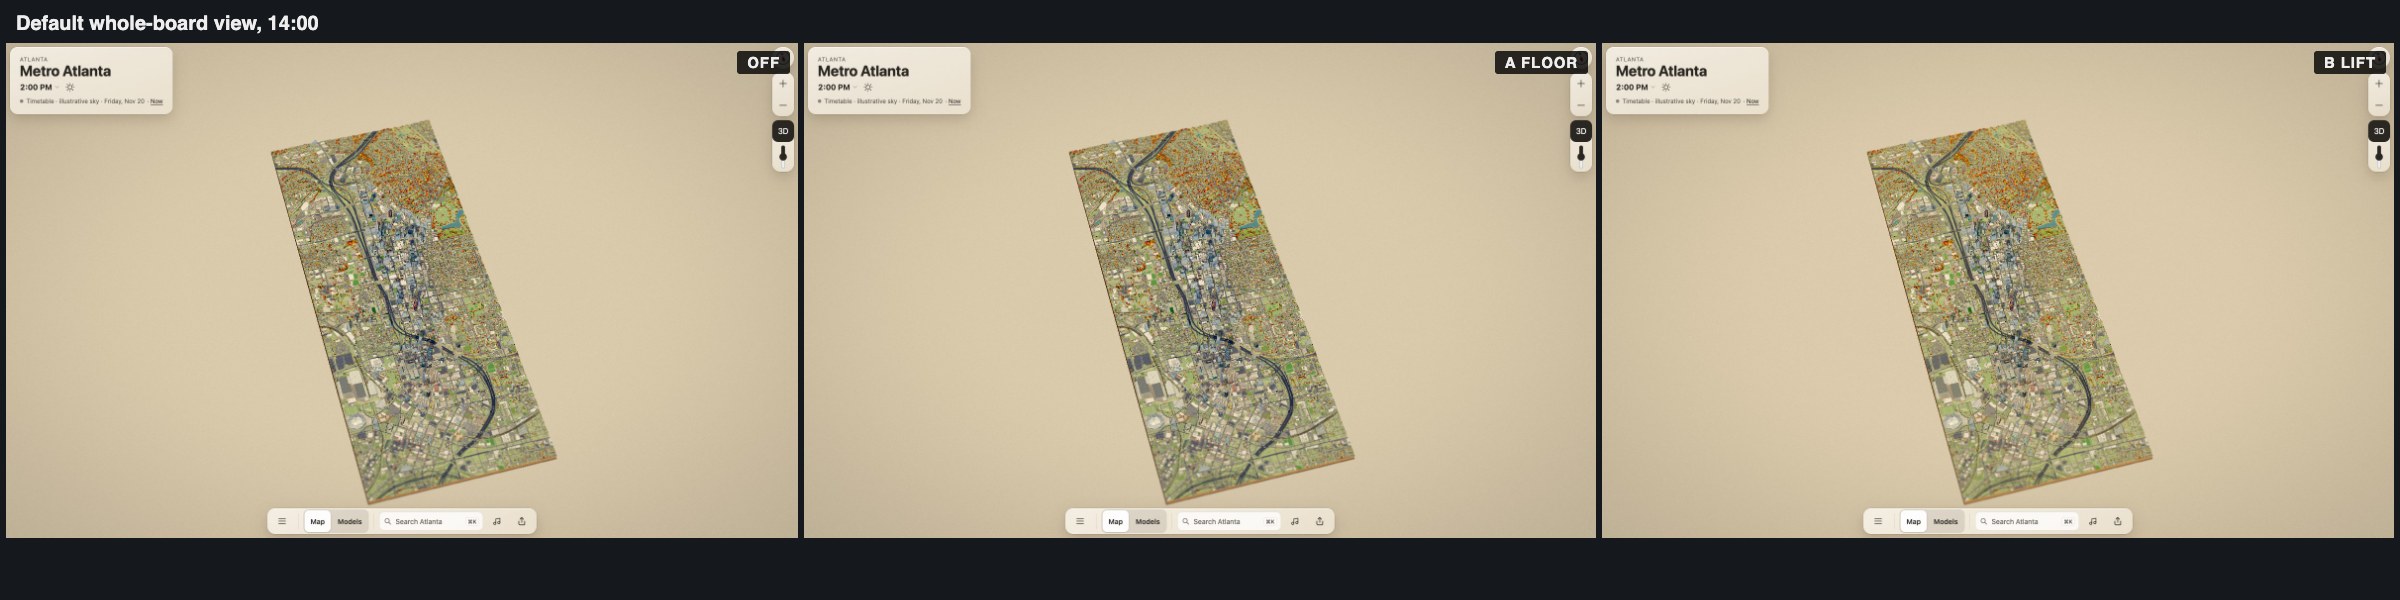 Default whole-board view, 14:00
OFF
ATLANTA
Metro Atlanta
2:00 PM
Timetable · Illustrative sky · Friday, Nov 20 · Now
+
−
3D
Map Models Search Atlanta ⌘K
A FLOOR
ATLANTA
Metro Atlanta
2:00 PM
Timetable · Illustrative sky · Friday, Nov 20 · Now
+
−
3D
Map Models Search Atlanta ⌘K
B LIFT
ATLANTA
Metro Atlanta
2:00 PM
Timetable · Illustrative sky · Friday, Nov 20 · Now
+
−
3D
Map Models Search Atlanta ⌘K